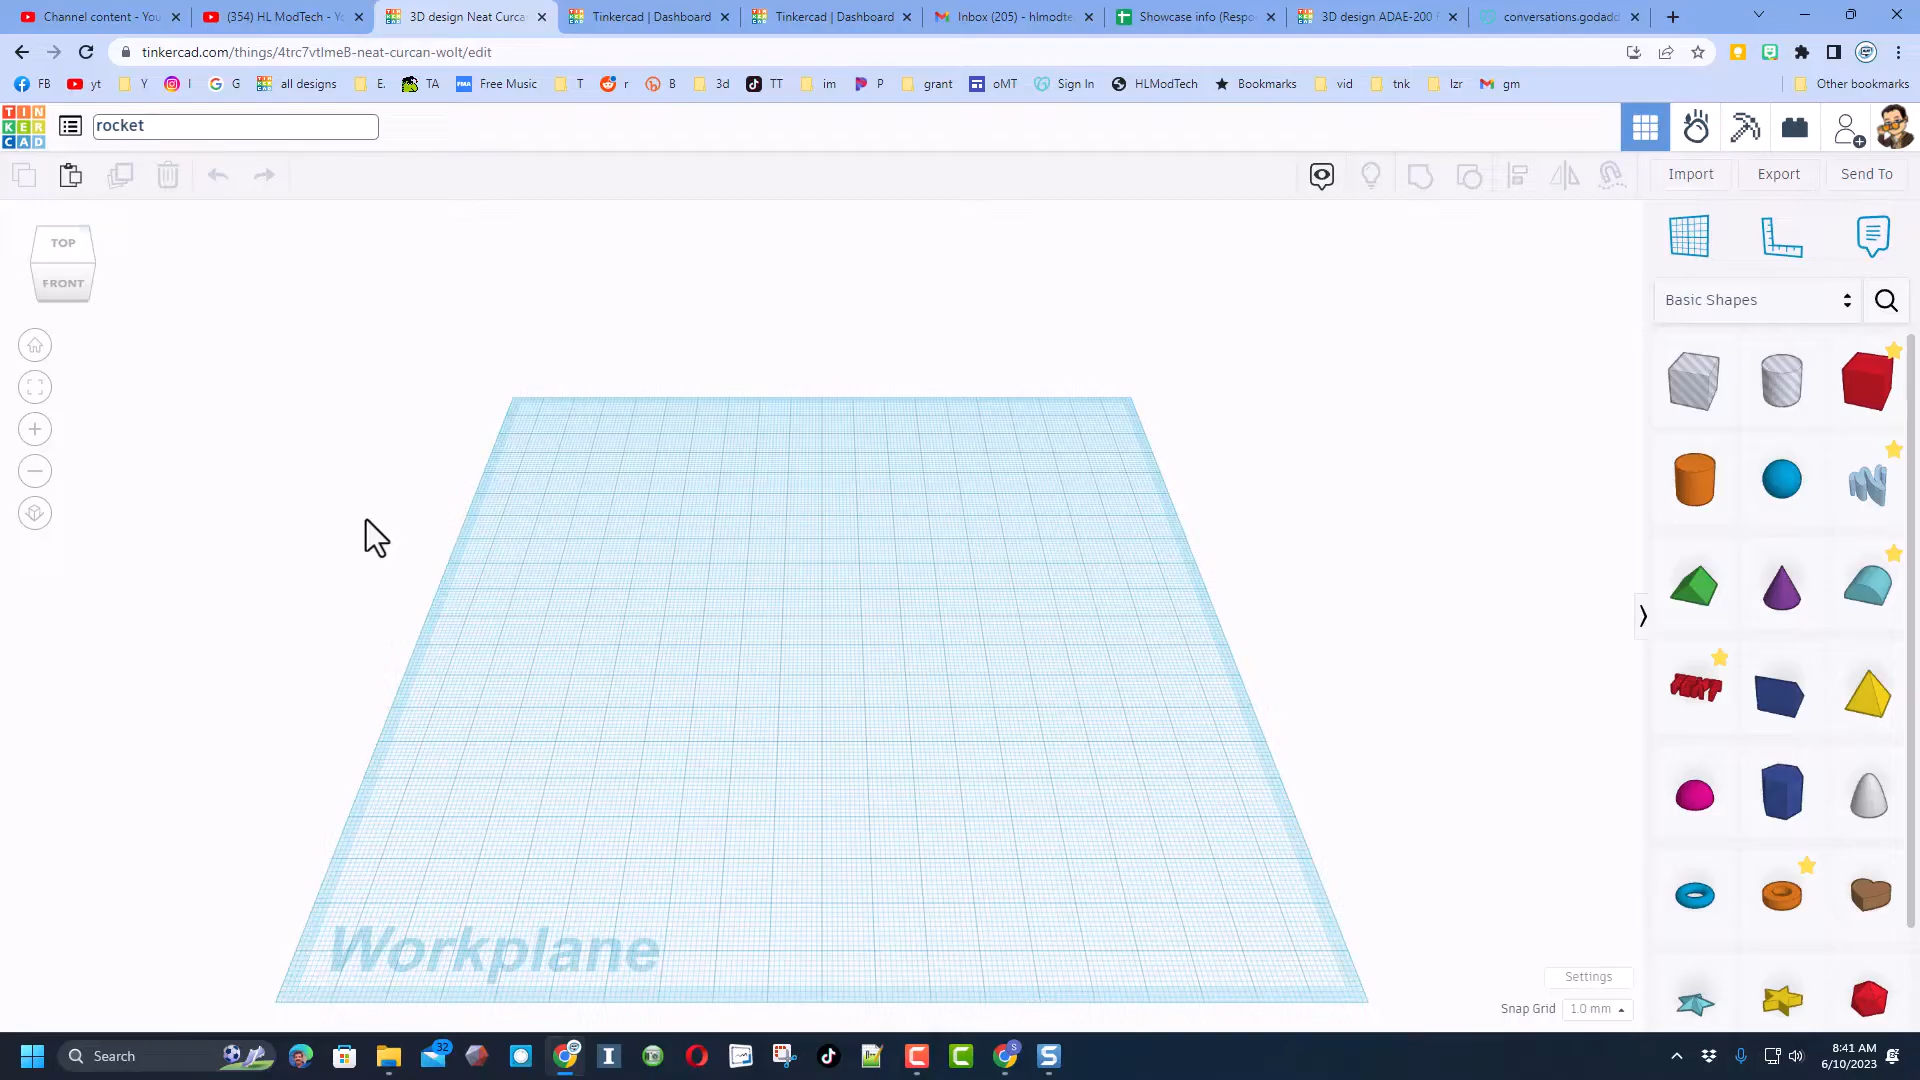 Channel content - You
(354) HL ModTech - Yo
3D design Neat Curca
Tinkercad | Dashboard
Tinkercad | Dashboard
Inbox (205) - hlmodte
Showcase info (Respo
3D design ADAE-200 F
conversations.godadd
tinkercad.com/things/4trc7vtlmeB-neat-curcan-wolt/edit
FB
yt
Y
I
G
all designs
E.
TA
FMA
Free Music
T
r
B
3d
TT
im
P
grant
oMT
Sign In
HLModTech
Bookmarks
vid
tnk
lzr
gm
Other bookmarks
TIN
KER
CAD
rocket
Import
Export
Send To
TOP
FRONT
Basic Shapes
TEXT
Workplane
Settings
Snap Grid
1.0 mm
Search
32
S
8:41 AM
6/10/2023